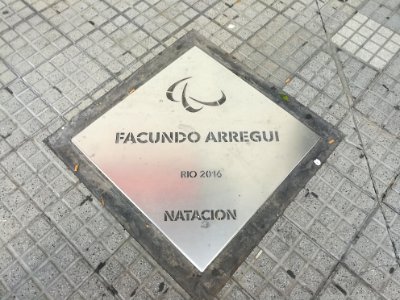 FACUNDO ARREGUI
RIO 2016
NATACION